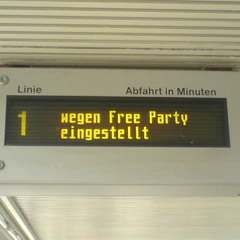 Linie Abfahrt in Minuten
1 wegen Free Party
eingestellt